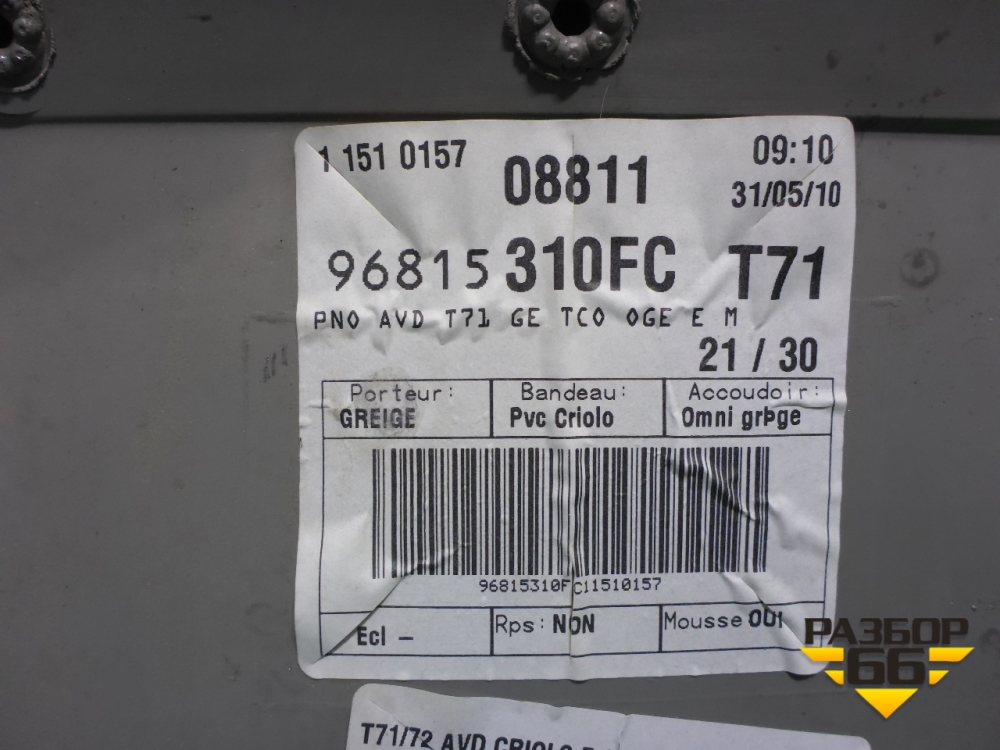 1 151 0157
08811
09:10
31/05/10
96815 310FC T71
PNO AVD T71 GE TCO OGE E M
21 / 30
Porteur:
GREIGE
Bandeau:
Pvc Criolo
Accoudoir:
Omni grÞge
96815310FC11510157
Ecl -
Rps: NON
Mousse OUI
РАЗБОР
66
T71/72 AVD CRIOLO